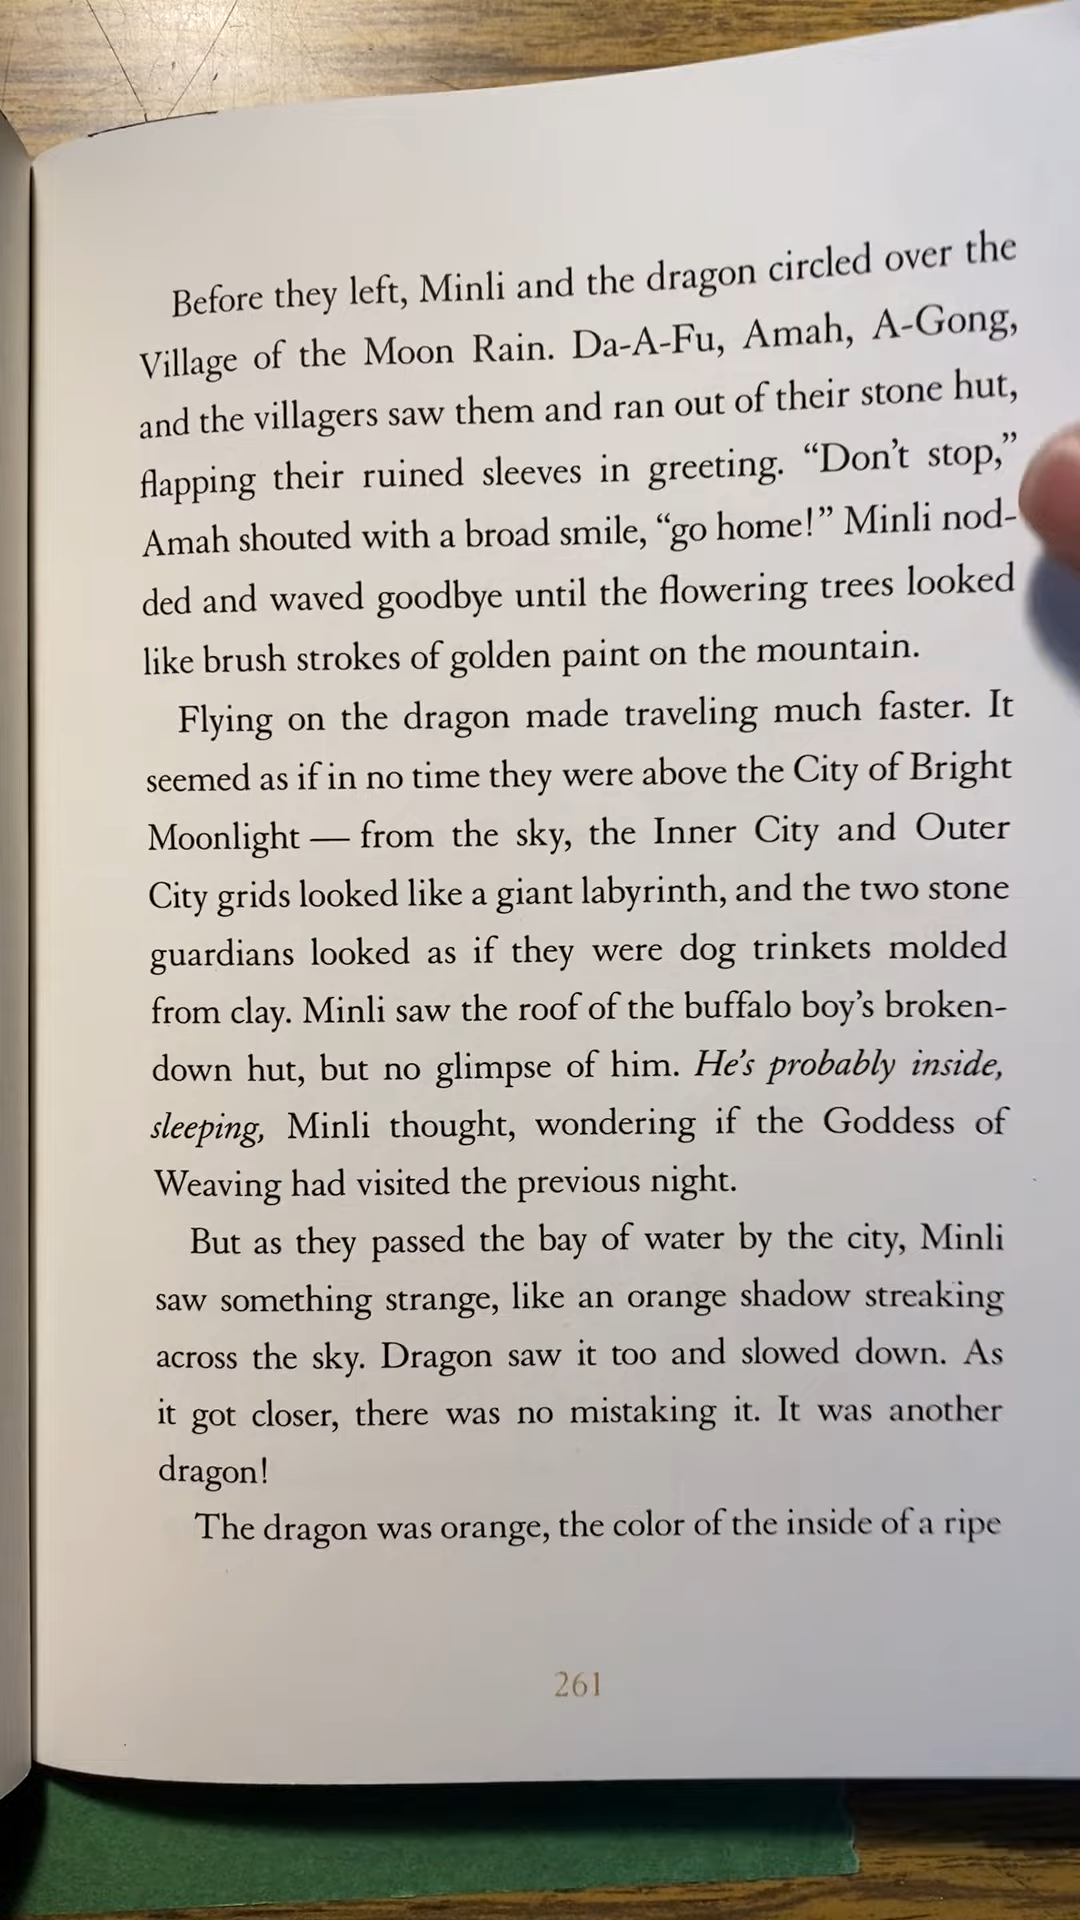 Before they left, Minli and the dragon circled over the
Village of the Moon Rain. Da-A-Fu, Amah, A-Gong,
and the villagers saw them and ran out of their stone hut,
flapping their ruined sleeves in greeting. “Don’t stop,”
Amah shouted with a broad smile, “go home!” Minli nod-
ded and waved goodbye until the flowering trees looked
like brush strokes of golden paint on the mountain.
Flying on the dragon made traveling much faster. It
seemed as if in no time they were above the City of Bright
Moonlight — from the sky, the Inner City and Outer
City grids looked like a giant labyrinth, and the two stone
guardians looked as if they were dog trinkets molded
from clay. Minli saw the roof of the buffalo boy’s broken-
down hut, but no glimpse of him. He’s probably inside,
sleeping, Minli thought, wondering if the Goddess of
Weaving had visited the previous night.
But as they passed the bay of water by the city, Minli
saw something strange, like an orange shadow streaking
across the sky. Dragon saw it too and slowed down. As
it got closer, there was no mistaking it. It was another
dragon!
The dragon was orange, the color of the inside of a ripe
261